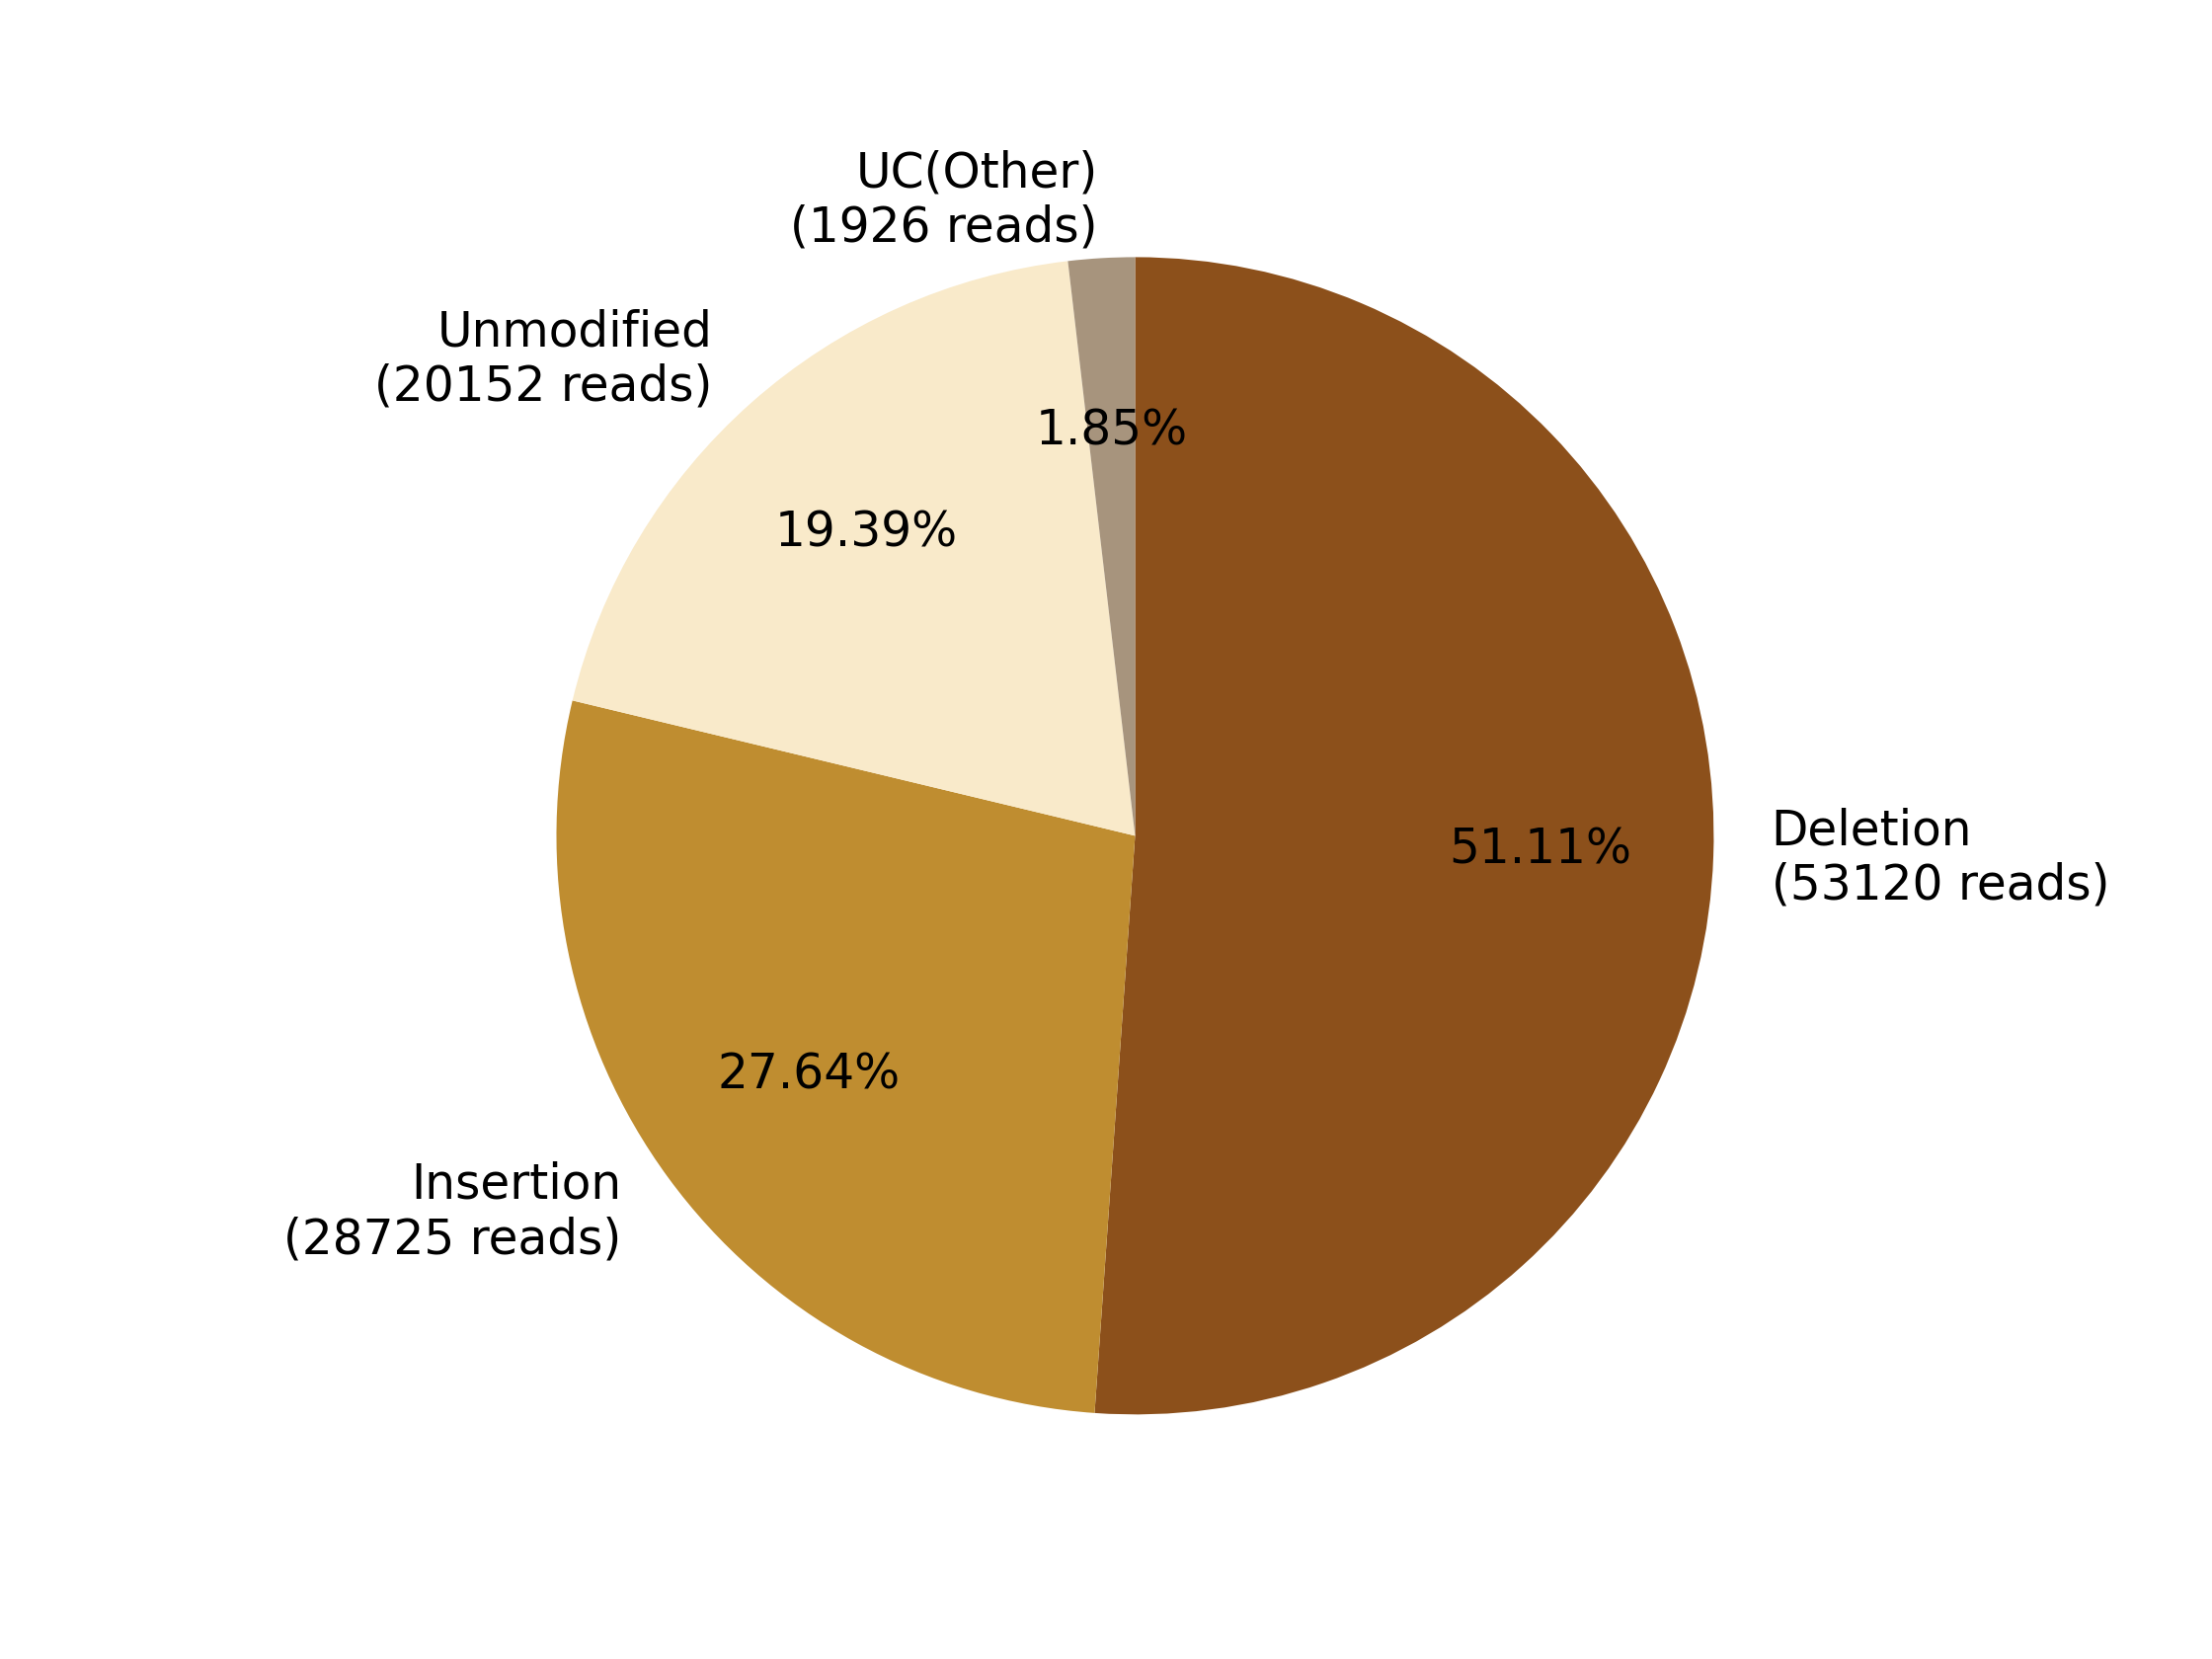 UC(Other)
(1926 reads)
Unmodified
(20152 reads)
1.85%
19.39%
51.11%
Deletion
(53120 reads)
27.64%
Insertion
(28725 reads)